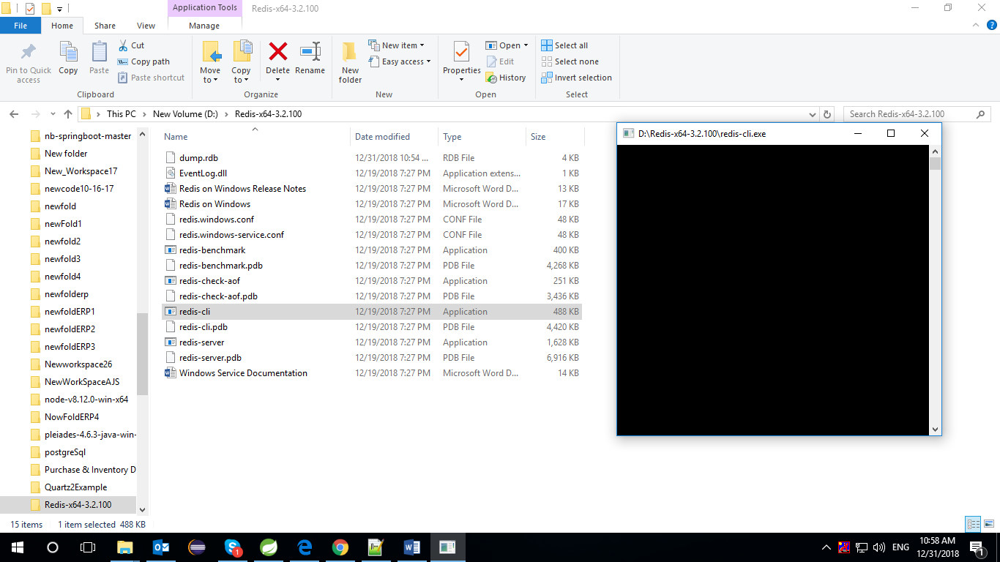 Application Tools Redis-x64-3.2.100
File Home Share View Manage
Pin to Quick access
Copy
Paste
Cut
Copy path
Paste shortcut
Clipboard
Move to
Copy to
Delete
Rename
Organize
New folder
New item
Easy access
New
Properties
Open
Edit
History
Open
Select all
Select none
Invert selection
Select
This PC New Volume (D:) Redis-x64-3.2.100
Search Redis-x64-3.2.100
nb-springboot-master
New folder
New_Workspace17
newcode10-16-17
newfold
newFold1
newfold2
newfold3
newfold4
newfolderp
newfoldERP1
newfoldERP2
newfoldERP3
Newworkspace26
NewWorkSpaceAJS
node-v8.12.0-win-x64
NowFoldERP4
pleiades-4.6.3-java-win-
postgreSql
Purchase & Inventory D
Quartz2Example
Redis-x64-3.2.100
Name Date modified Type Size
dump.rdb 12/31/2018 10:54 ... RDB File 4 KB
EventLog.dll 12/19/2018 7:27 PM Application extens... 1 KB
Redis on Windows Release Notes 12/19/2018 7:27 PM Microsoft Word D... 13 KB
Redis on Windows 12/19/2018 7:27 PM Microsoft Word D... 17 KB
redis.windows.conf 12/19/2018 7:27 PM CONF File 48 KB
redis.windows-service.conf 12/19/2018 7:27 PM CONF File 48 KB
redis-benchmark 12/19/2018 7:27 PM Application 400 KB
redis-benchmark.pdb 12/19/2018 7:27 PM PDB File 4,268 KB
redis-check-aof 12/19/2018 7:27 PM Application 251 KB
redis-check-aof.pdb 12/19/2018 7:27 PM PDB File 3,436 KB
redis-cli 12/19/2018 7:27 PM Application 488 KB
redis-cli.pdb 12/19/2018 7:27 PM PDB File 4,420 KB
redis-server 12/19/2018 7:27 PM Application 1,628 KB
redis-server.pdb 12/19/2018 7:27 PM PDB File 6,916 KB
Windows Service Documentation 12/19/2018 7:27 PM Microsoft Word D... 14 KB
D:\Redis-x64-3.2.100\redis-cli.exe
15 items 1 item selected 488 KB
ENG
10:58 AM
12/31/2018